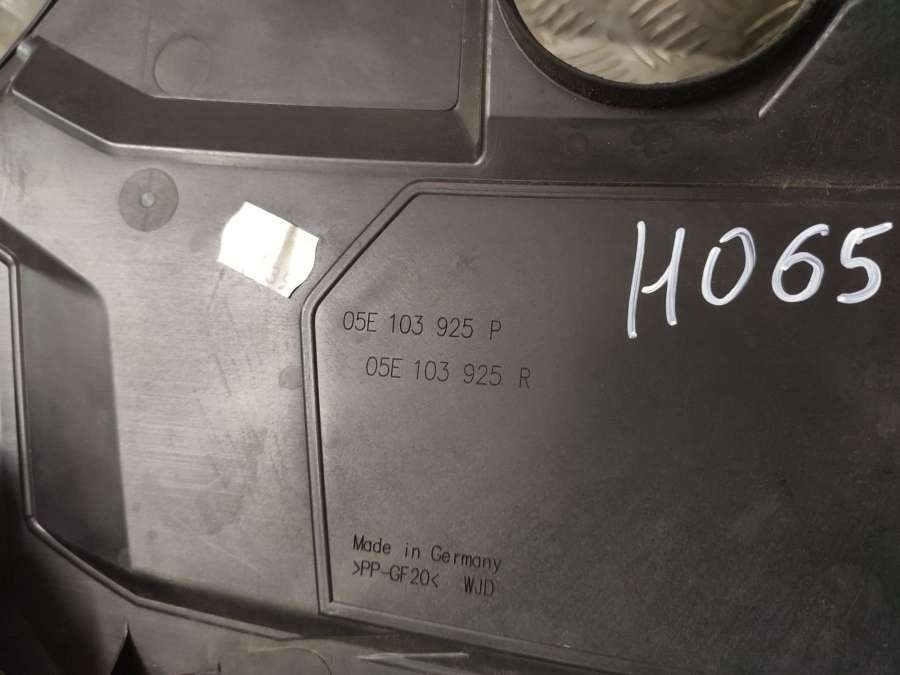 H065
05E 103 925 P
05E 103 925 R
Made in Germany
>PP-GF20< WJD